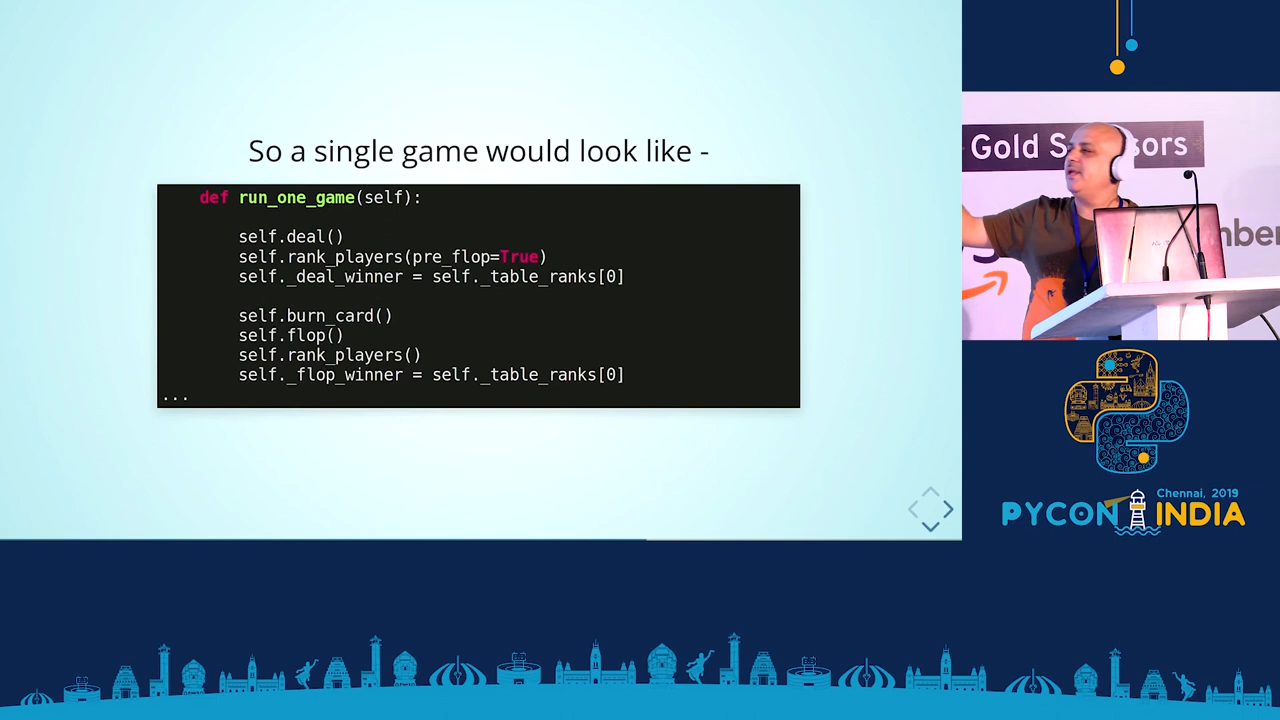 So a single game would look like -
def run_one_game(self):
self.deal()
self.rank_players(pre_flop=True)
self._deal_winner = self._table_ranks[0]
self.burn_card()
self.flop()
self.rank_players()
self._flop_winner = self._table_ranks[0]
...
Gold
Chennai, 2019
PYCON INDIA